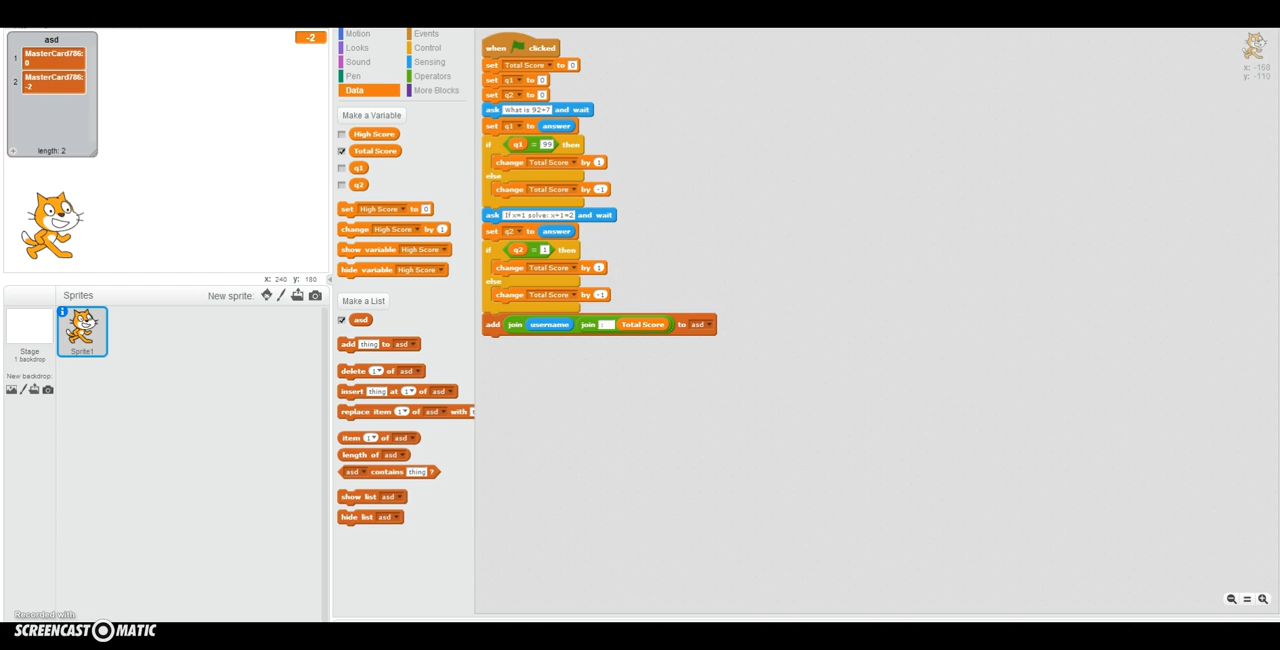 asd
1 MasterCard786: 0
2 MasterCard786: -2
length: 2
-2
x: 240 y: 180
Sprites
New sprite:
Stage
1 backdrop
New backdrop:
Sprite1
Motion
Events
Looks
Control
Sound
Sensing
Pen
Operators
Data
More Blocks
Make a Variable
High Score
Total Score
q1
q2
set High Score to 0
change High Score by 1
show variable High Score
hide variable High Score
Make a List
asd
add thing to asd
delete 1 of asd
insert thing at 1 of asd
replace item 1 of asd with
item 1 of asd
length of asd
asd contains thing ?
show list asd
hide list asd
when clicked
set Total Score to 0
set q1 to 0
set q2 to 0
ask What is 92+7 and wait
set q1 to answer
if q1 = 99 then
change Total Score by 1
else
change Total Score by -1
ask If x=1 solve: x+1=2 and wait
set q2 to answer
if q2 = 1 then
change Total Score by 1
else
change Total Score by -1
add join username join : Total Score to asd
x: -168
y: -110
Recorded with
SCREENCAST-O-MATIC